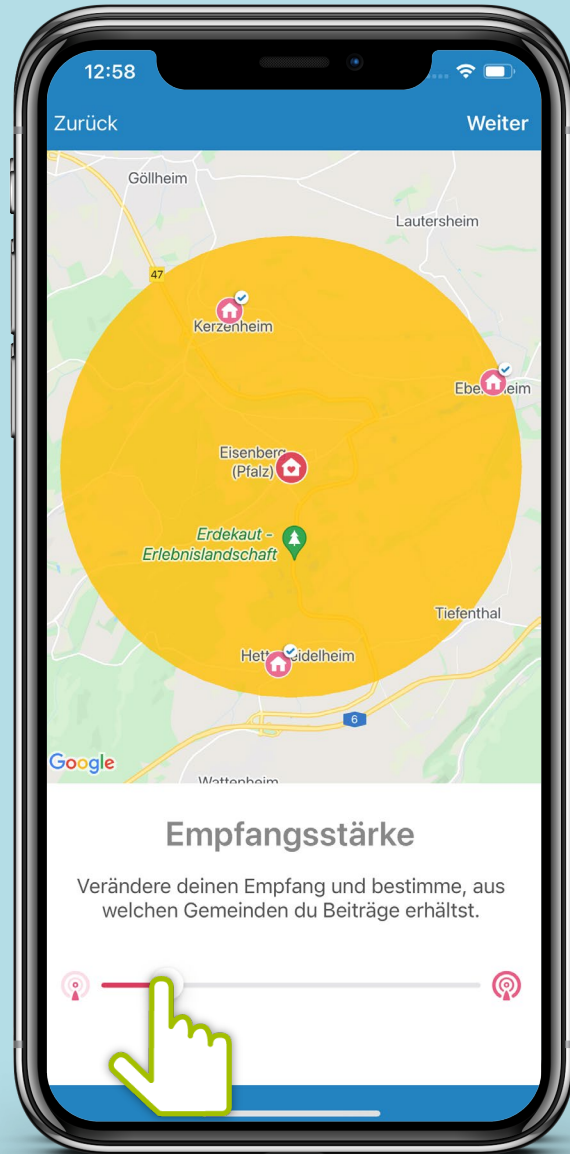 12:58
Zurück
Weiter
Göllheim
Lautersheim
47
Kerzenheim
Eisenberg
(Pfalz)
Erdekaut -
Erlebnislandschaft
Tiefenthal
6
Google
Wattenheim
Empfangsstärke
Verändere deinen Empfang und bestimme, aus
welchen Gemeinden du Beiträge erhältst.